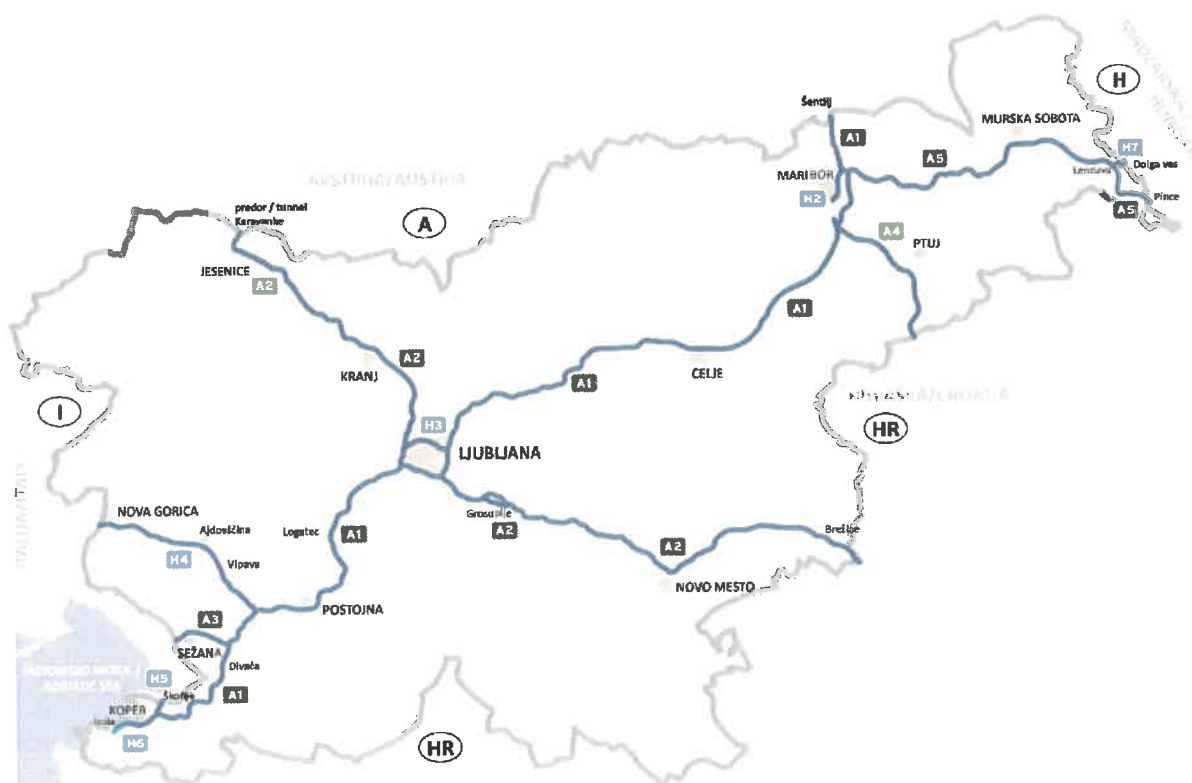 H
Šentilj
MURSKA SOBOTA
A1
A5
H7
Dolga vas
MARIBOR
Lendava
AVSTRIJA/AUSTRIA
H2
Pince
A5
predor / tunnel
Karavanke
A
A4
PTUJ
JESENICE
A2
A1
A2
KRANJ
CELJE
A1
I
H3
HR
LJUBLJANA
NOVA GORICA
Grosuplje
A2
Ajdovščina
Logatec
A1
Brežice
H4
Vipava
A2
NOVO MESTO
POSTOJNA
A3
SEŽANA
Divača
H5
Škofije
A1
KOPER
Izola
H6
HR